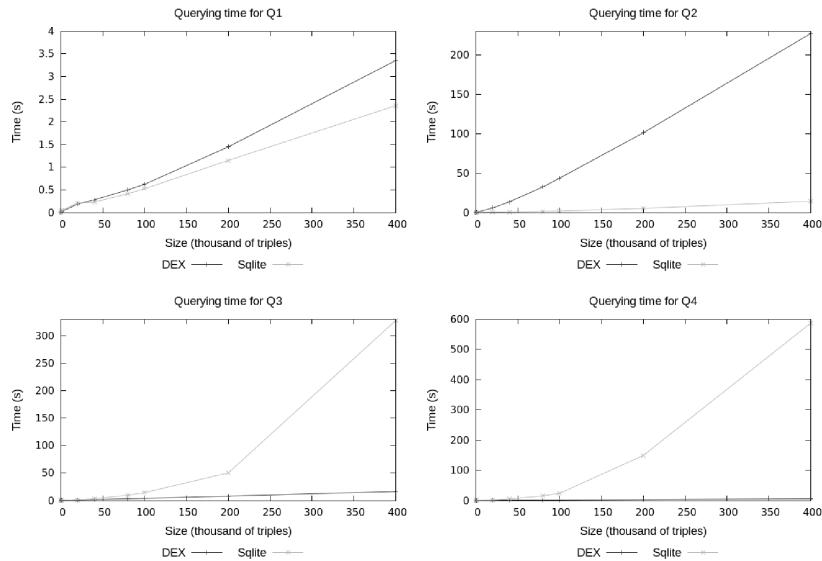 Querying time for Q1
4
3.5
3
2.5
2
1.5
1
0.5
0
Time (s)
0 50 100 150 200 250 300 350 400
Size (thousand of triples)
DEX Sqlite
Querying time for Q2
200
150
100
50
0
Time (s)
0 50 100 150 200 250 300 350 400
Size (thousand of triples)
DEX Sqlite
Querying time for Q3
300
250
200
150
100
50
0
Time (s)
0 50 100 150 200 250 300 350 400
Size (thousand of triples)
DEX Sqlite
Querying time for Q4
600
500
400
300
200
100
0
Time (s)
0 50 100 150 200 250 300 350 400
Size (thousand of triples)
DEX Sqlite